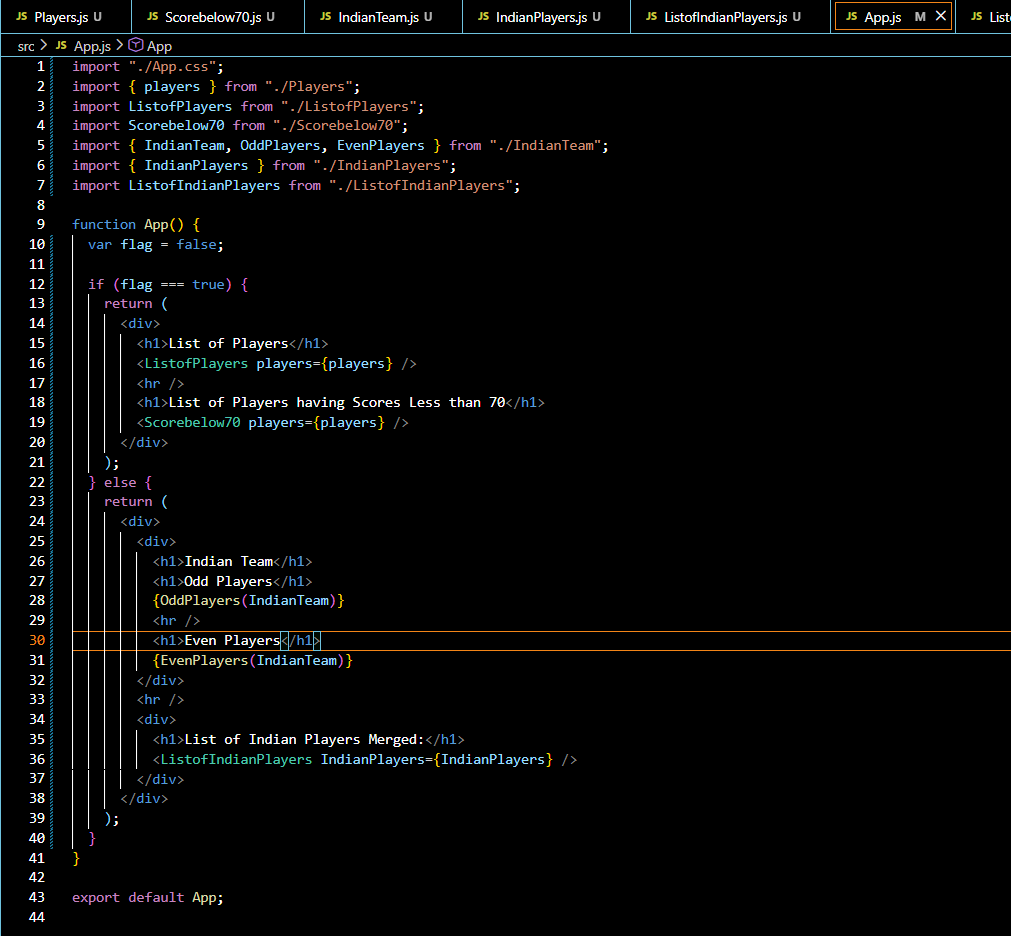 JS Players.js U JS Scorebelow70.js U JS IndianTeam.js U JS IndianPlayers.js U JS ListofIndianPlayers.js U JS App.js M × JS List
src > JS App.js > App
1 import "./App.css";
2 import { players } from "./Players";
3 import ListofPlayers from "./ListofPlayers";
4 import Scorebelow70 from "./Scorebelow70";
5 import { IndianTeam, OddPlayers, EvenPlayers } from "./IndianTeam";
6 import { IndianPlayers } from "./IndianPlayers";
7 import ListofIndianPlayers from "./ListofIndianPlayers";
8
9 function App() {
10 var flag = false;
11
12 if (flag === true) {
13 return (
14 <div>
15 <h1>List of Players</h1>
16 <ListofPlayers players={players} />
17 <hr />
18 <h1>List of Players having Scores Less than 70</h1>
19 <Scorebelow70 players={players} />
20 </div>
21 );
22 } else {
23 return (
24 <div>
25 <div>
26 <h1>Indian Team</h1>
27 <h1>Odd Players</h1>
28 {OddPlayers(IndianTeam)}
29 <hr />
30 <h1>Even Players</h1>
31 {EvenPlayers(IndianTeam)}
32 </div>
33 <hr />
34 <div>
35 <h1>List of Indian Players Merged:</h1>
36 <ListofIndianPlayers IndianPlayers={IndianPlayers} />
37 </div>
38 </div>
39 );
40 }
41 }
42
43 export default App;
44